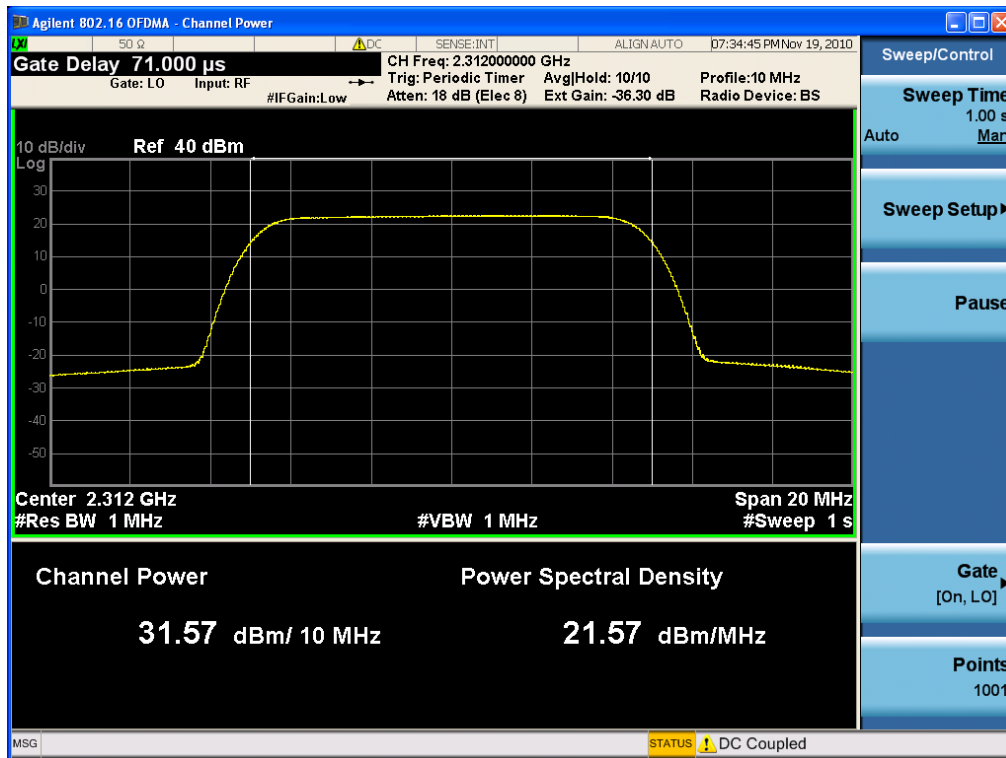 Agilent 802.16 OFDMA - Channel Power
LXI 50 Ω DC SENSE:INT ALIGN AUTO 07:34:45 PM Nov 19, 2010
Gate Delay 71.000 µs
CH Freq: 2.312000000 GHz
Gate: LO Input: RF
Trig: Periodic Timer Avg|Hold: 10/10 Profile:10 MHz
#IFGain:Low Atten: 18 dB (Elec 8) Ext Gain: -36.30 dB Radio Device: BS
10 dB/div Ref 40 dBm
Log
30
20
10
0
-10
-20
-30
-40
-50
Center 2.312 GHz Span 20 MHz
#Res BW 1 MHz #VBW 1 MHz #Sweep 1 s
Channel Power Power Spectral Density
31.57 dBm/ 10 MHz 21.57 dBm/MHz
Sweep/Control
Sweep Time
1.00 s
Auto Man
Sweep Setup
Pause
Gate
[On, LO]
Points
1001
MSG STATUS DC Coupled